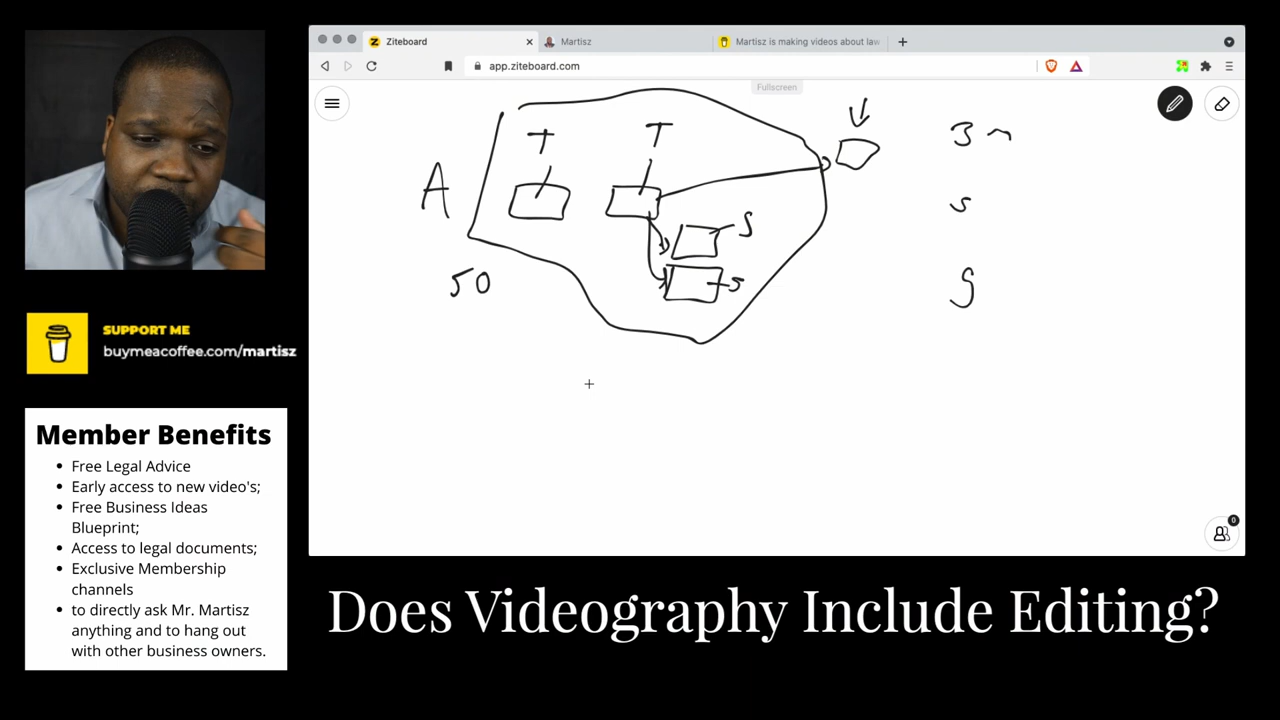 Ziteboard
Martisz
Martisz is making videos about law
app.ziteboard.com
Fullscreen
T T
3
A
S
s
50
s
g
0
SUPPORT ME
buymeacoffee.com/martisz
Member Benefits
Free Legal Advice
Early access to new video's;
Free Business Ideas
Blueprint;
Access to legal documents;
Exclusive Membership
channels
to directly ask Mr. Martisz
anything and to hang out
with other business owners.
Does Videography Include Editing?